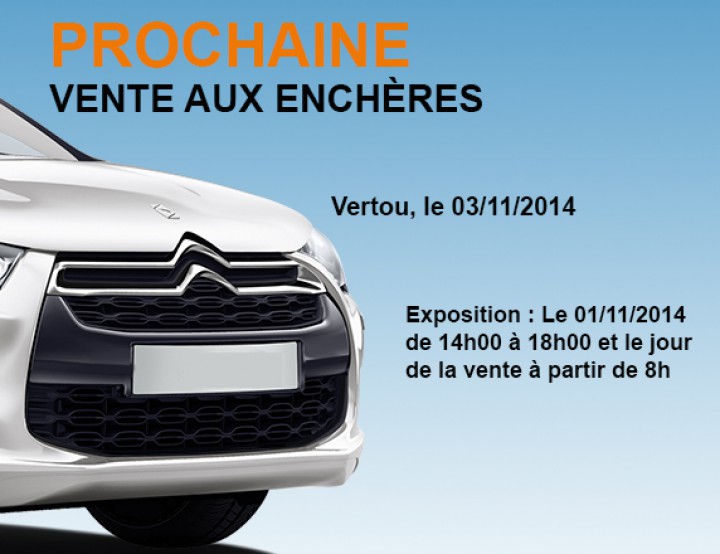 PROCHAINE
VENTE AUX ENCHÈRES
Vertou, le 03/11/2014
Exposition : Le 01/11/2014
de 14h00 à 18h00 et le jour
de la vente à partir de 8h